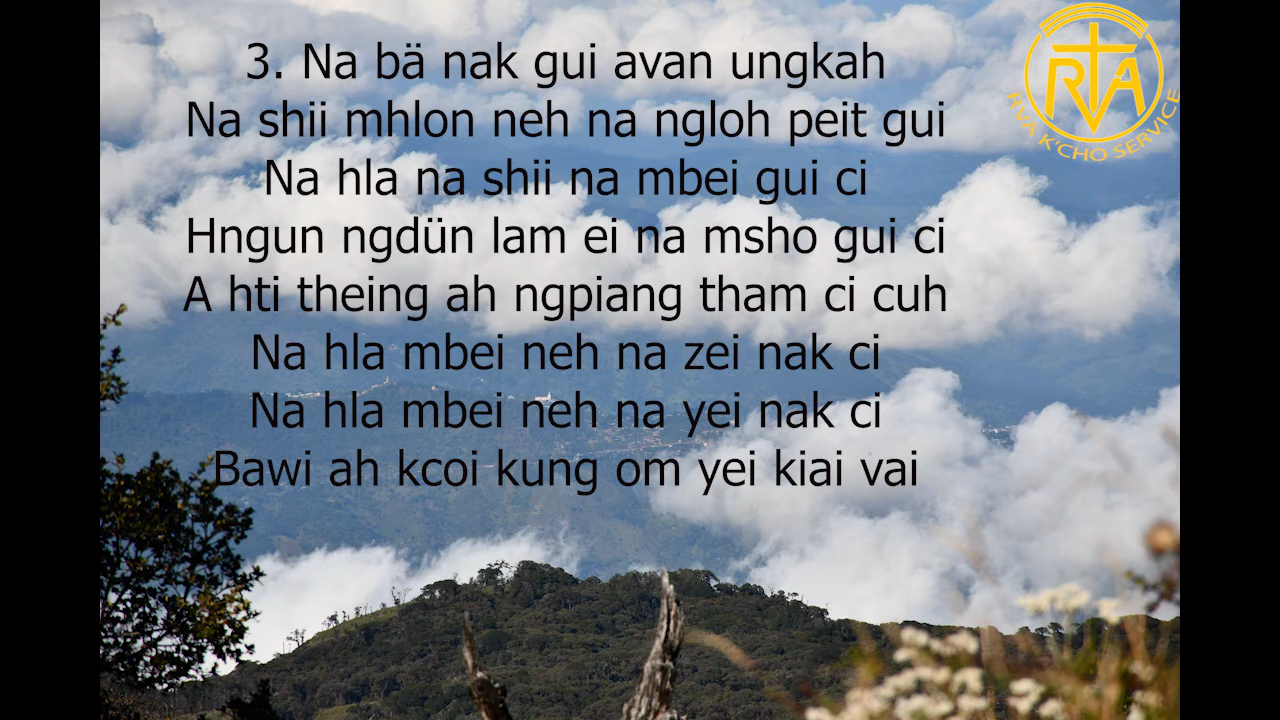 3. Na bä nak gui avan ungkah
Na shii mhlon neh na ngloh peit gui
Na hla na shii na mbei gui ci
Hngun ngdün lam ei na msho gui ci
A hti theing ah ngpiang tham ci cuh
Na hla mbei neh na zei nak ci
Na hla mbei neh na yei nak ci
Bawi ah kcoi kung om yei kiai vai
RVA
RVA K'CHO SERVICE